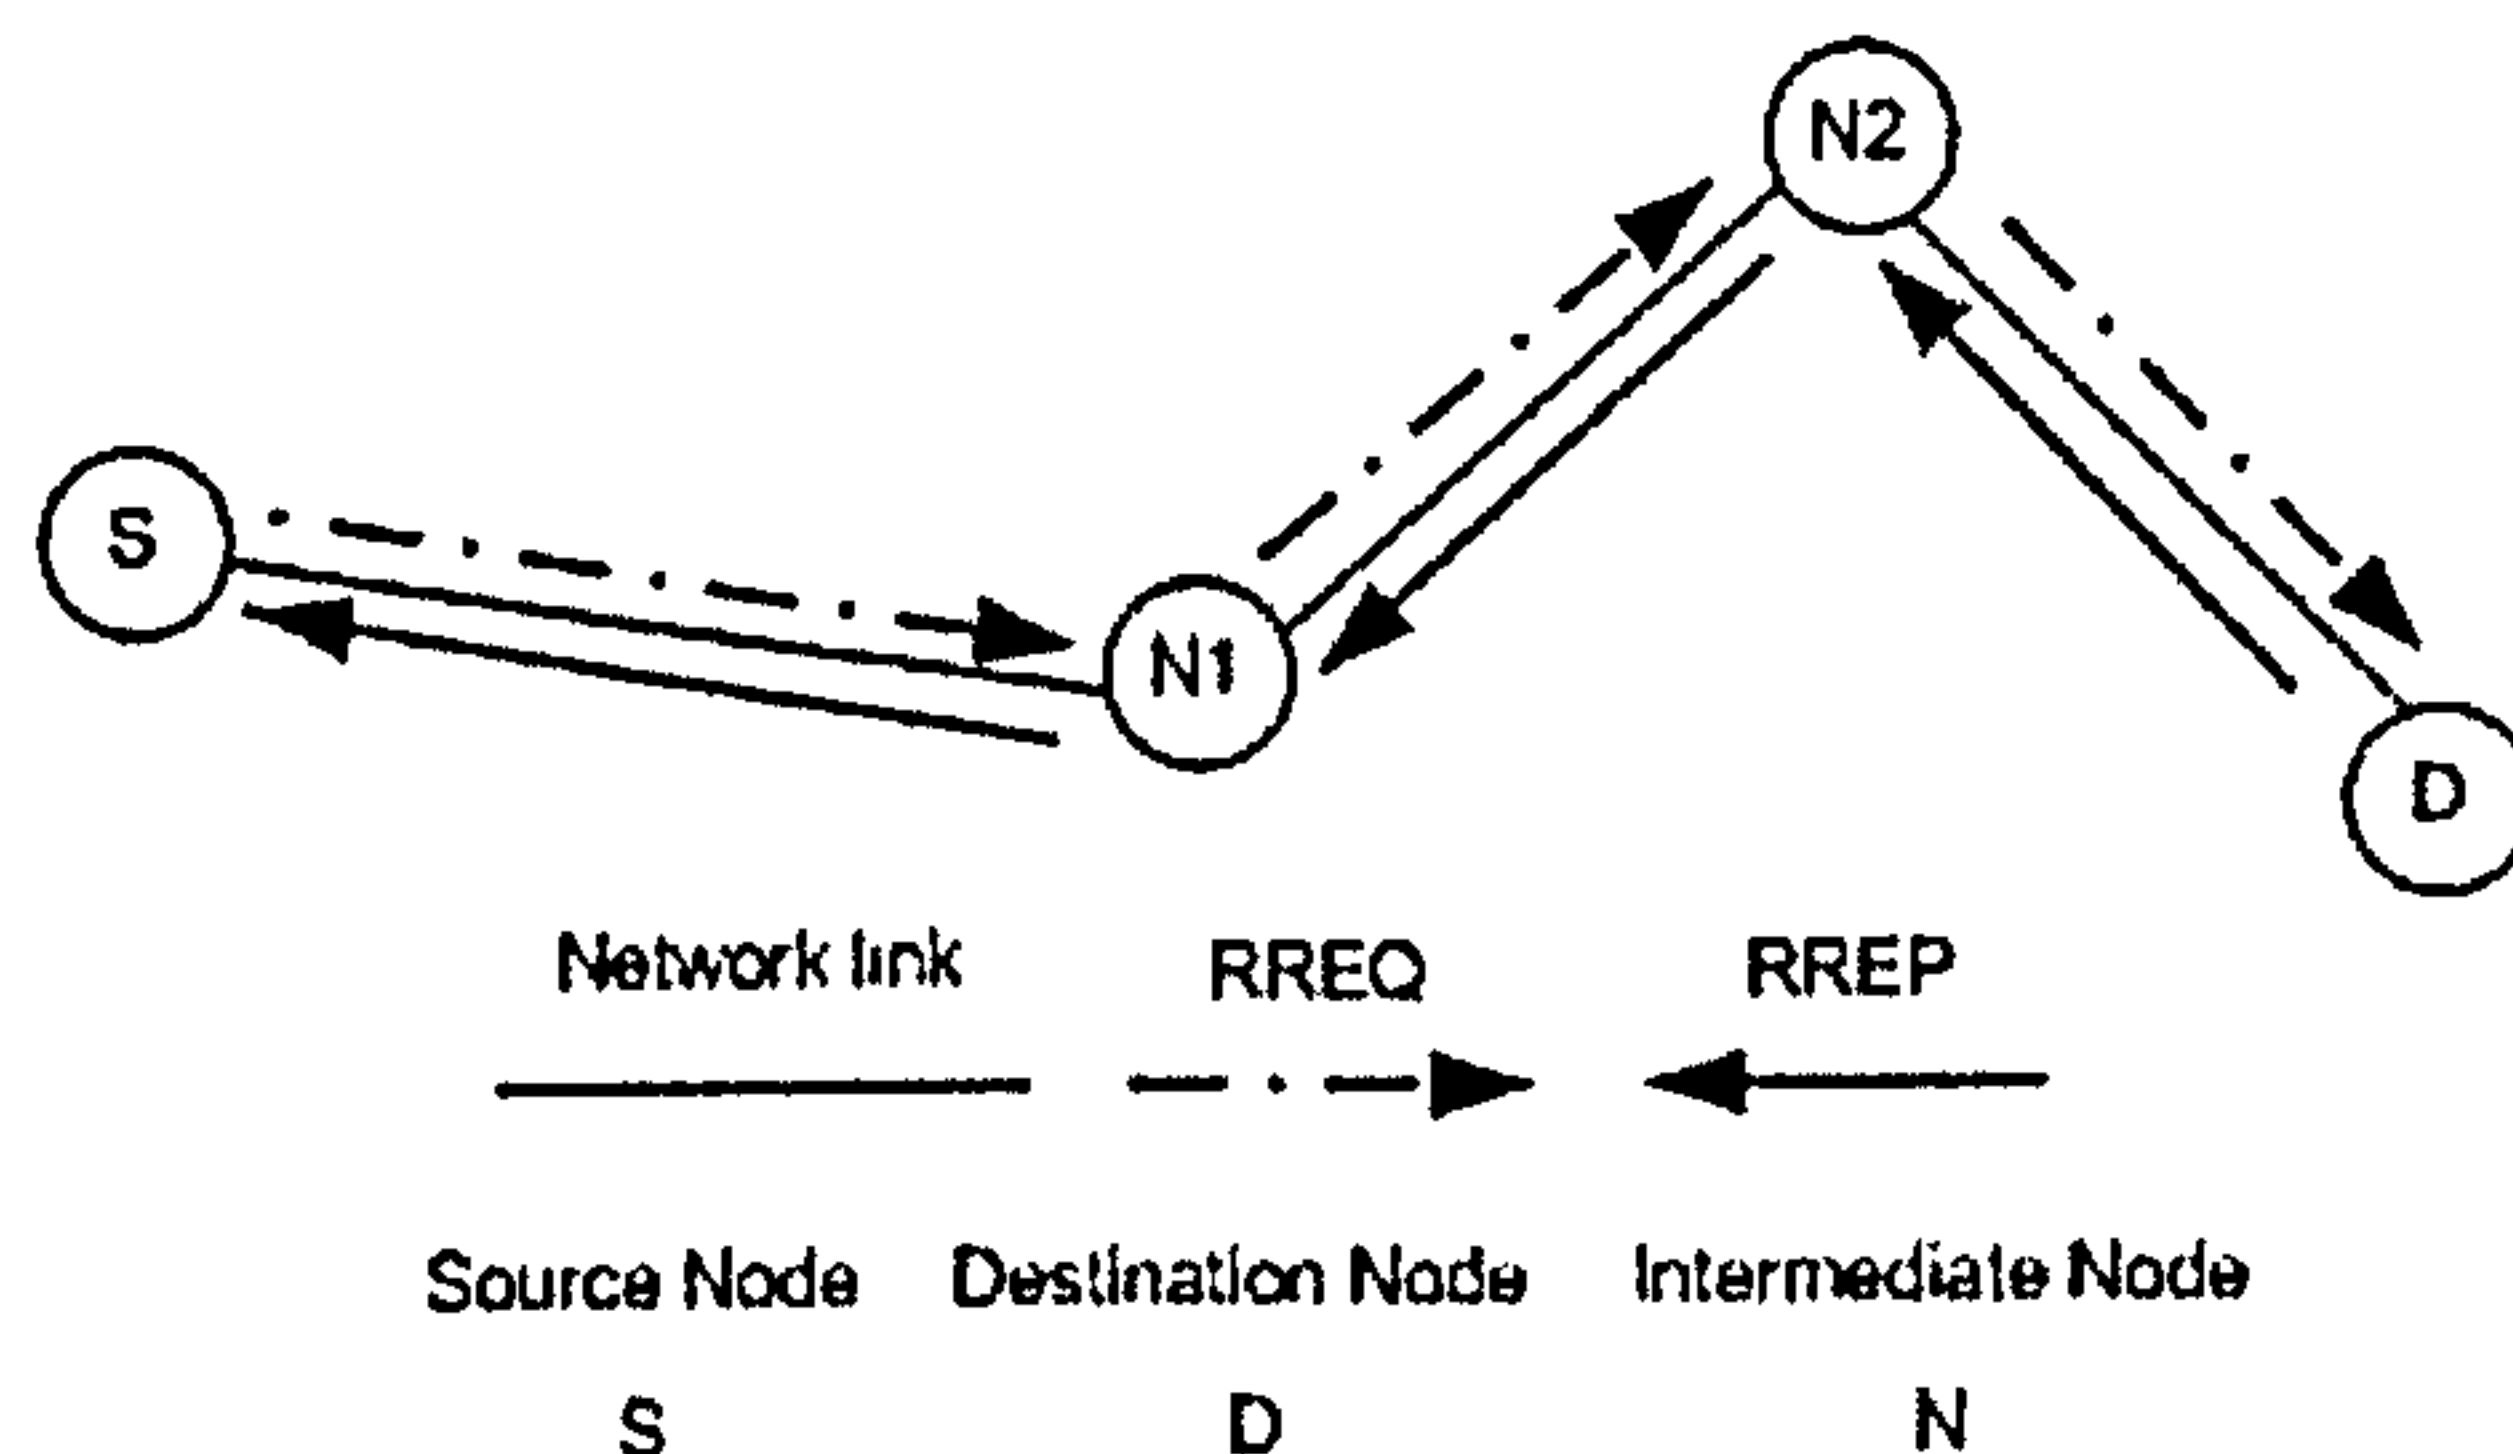 N2
S
N1
D
Network link RREQ RREP
Source Node Destination Node Intermediate Node
S D N